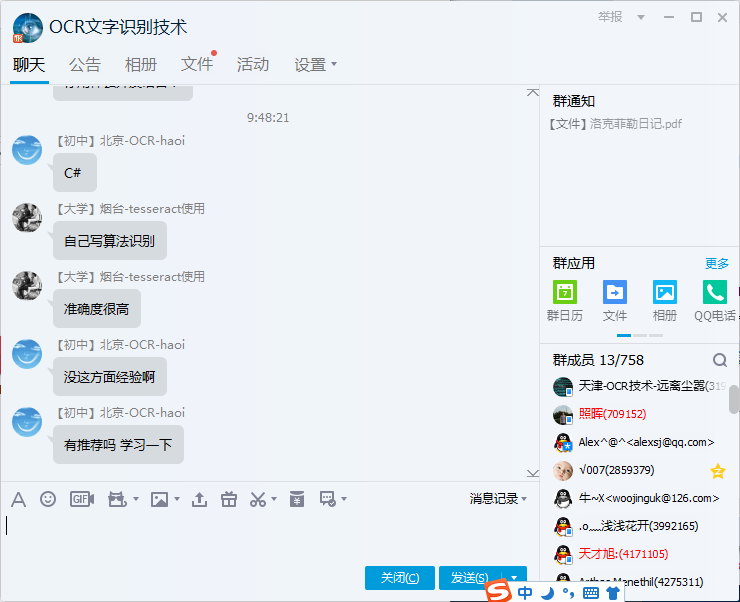 OCR文字识别技术
举报
聊天 公告 相册 文件 活动 设置
9:48:21
【初中】北京-OCR-haoi
C#
【大学】烟台-tesseract使用
自己写算法识别
【大学】烟台-tesseract使用
准确度很高
【初中】北京-OCR-haoi
没这方面经验啊
【初中】北京-OCR-haoi
有推荐吗 学习一下
GIF
消息记录
关闭(C) 发送(S)
群通知
【文件】洛克菲勒日记.pdf
群应用 更多
7
群日历 文件 相册 QQ电话
群成员 13/758
天津-OCR技术-远离尘嚣(319
照晖(709152)
Alex^@^<alexsj@qq.com>
√007(2859379)
牛~X<woojinguk@126.com>
.o﹏浅浅花开(3992165)
天才旭:(4171105)
Manethil(4275311)
S 中